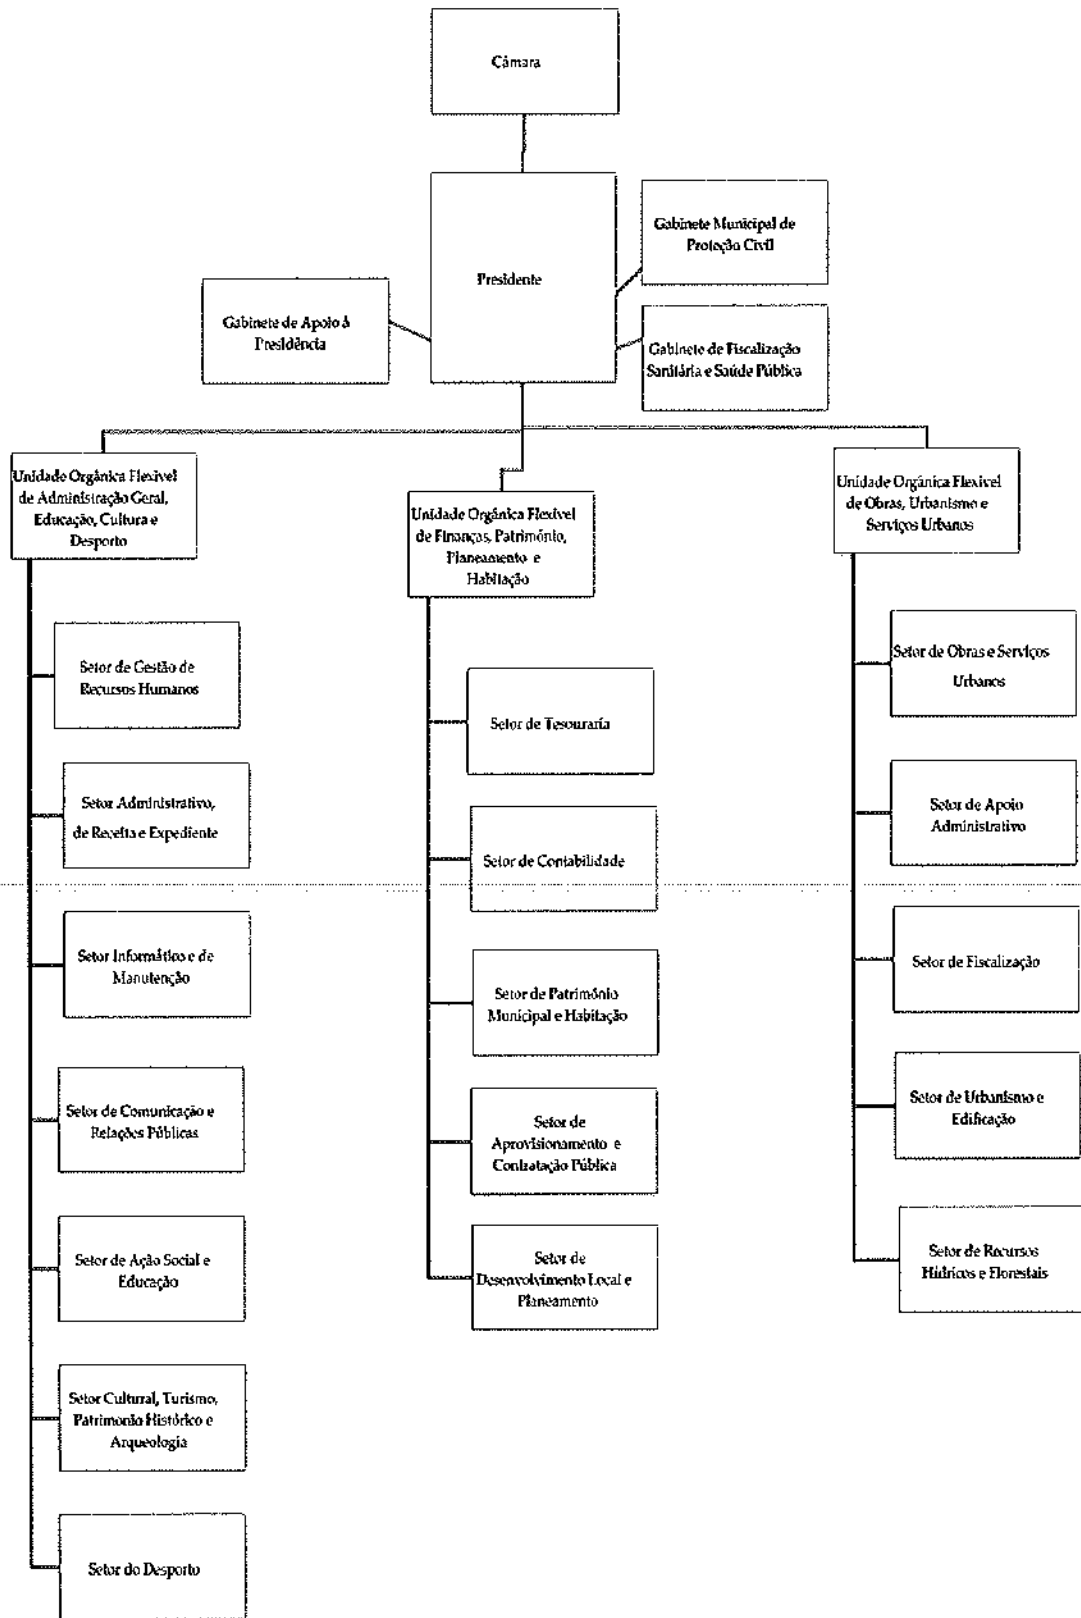 Câmara
Presidente
Gabinete Municipal de
Proteção Civil
Gabinete de Apoio à
Presidência
Gabinete de Fiscalização
Sanitária e Saúde Pública
Unidade Orgânica Flexivel
de Administração Geral,
Educação, Cultura e
Desporto
Unidade Orgânica Flexivel
de Finanças, Património,
Planeamento e
Habitação
Unidade Orgânica Flexivel
de Obras, Urbanismo e
Serviços Urbanos
Setor de Gestão de
Recursos Humanos
Setor Administrativo,
de Receita e Expediente
Setor Informático e de
Manutenção
Setor de Comunicação e
Relações Públicas
Setor de Ação Social e
Educação
Setor Cultural, Turismo,
Patrimonio Histórico e
Arqueologia
Setor do Desporto
Setor de Tesouraria
Setor de Contabilidade
Setor de Património
Municipal e Habitação
Setor de
Aprovisionamento e
Contratação Pública
Setor de
Desenvolvimento Local e
Planeamento
Setor de Obras e Serviços
Urbanos
Setor de Apoio
Administrativo
Setor de Fiscalização
Setor de Urbanismo e
Edificação
Setor de Recursos
Hídricos e Florestais